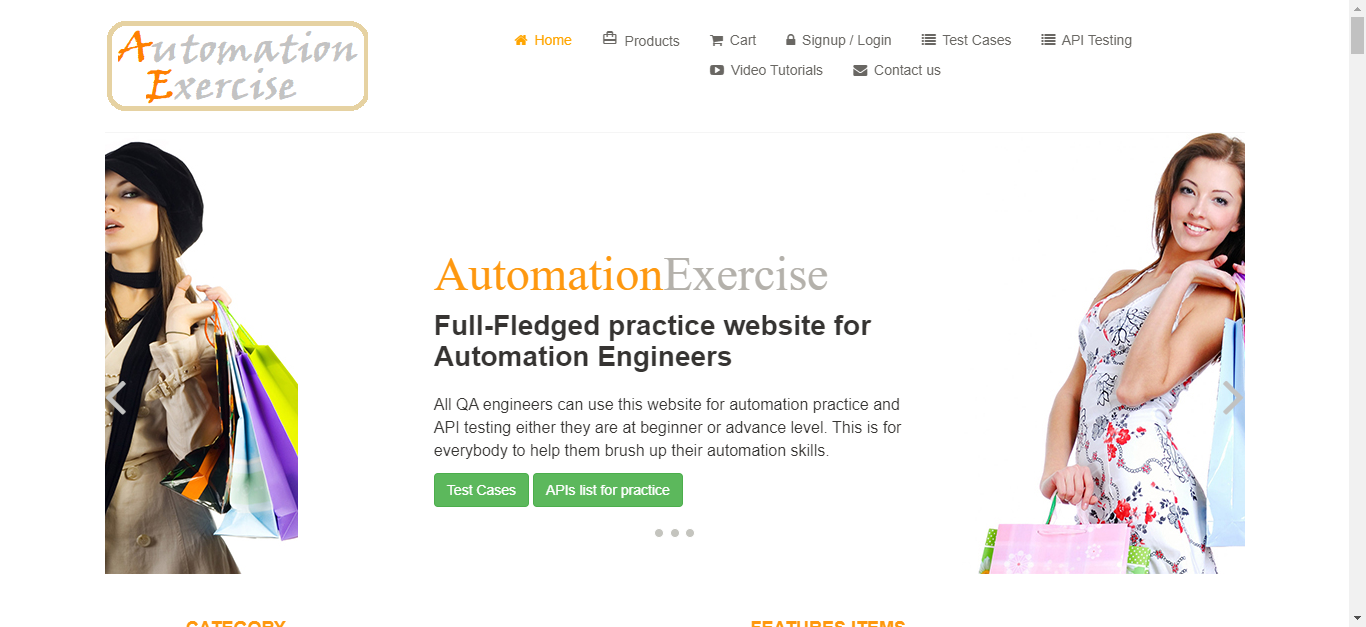 Automation
Exercise
Home Products Cart Signup / Login Test Cases API Testing
Video Tutorials Contact us
AutomationExercise
Full-Fledged practice website for
Automation Engineers
All QA engineers can use this website for automation practice and
API testing either they are at beginner or advance level. This is for
everybody to help them brush up their automation skills.
Test Cases APIs list for practice
CATEGORY FEATURES ITEMS